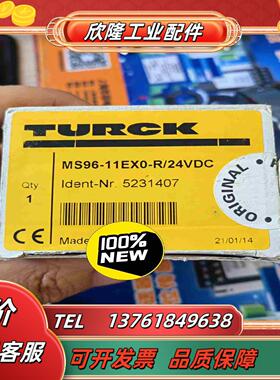 欣隆工业配件
TURCK
MS96-11EX0-R/24VDC
Qty
1
Ident-Nr. 5231407
ORIGINAL
CE
Made
100%
NEW
21/01/14
价
客服
TEL 13761849638
可开发票 品质保障